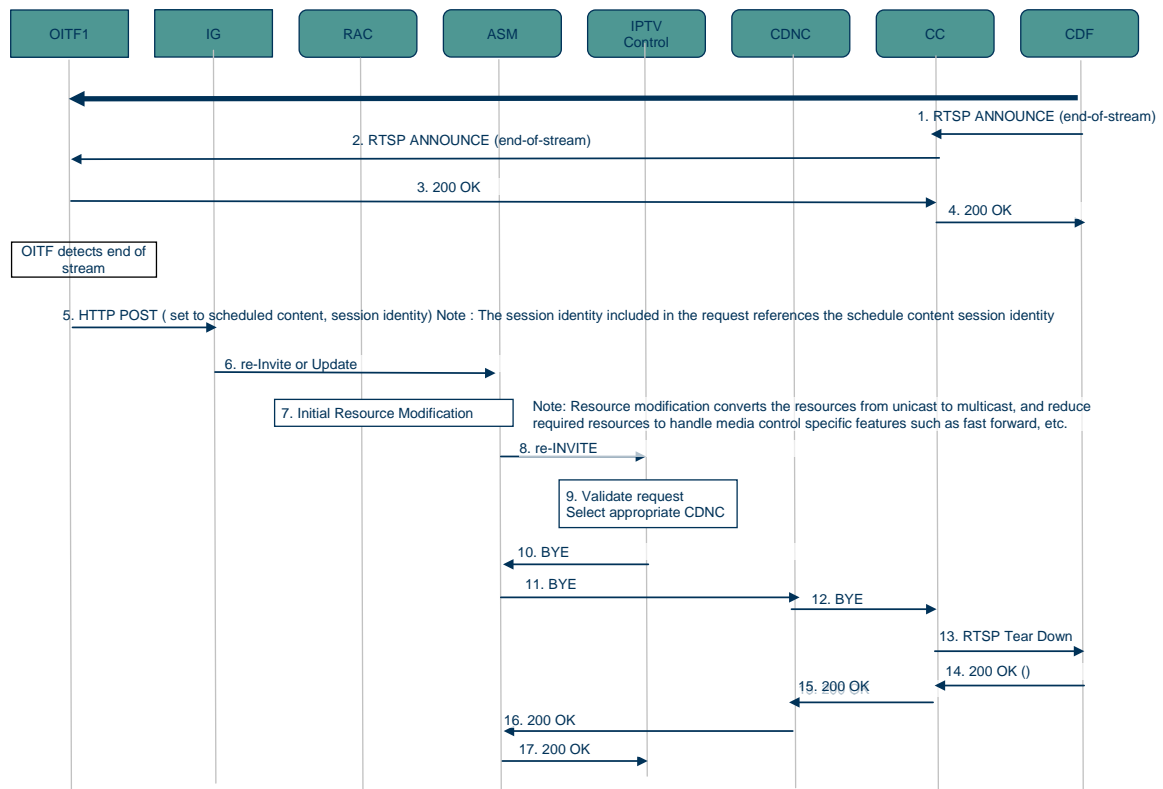 OITF1
IG
RAC
ASM
IPTV
Control
CDNC
CC
CDF
1. RTSP ANNOUNCE (end-of-stream)
2. RTSP ANNOUNCE (end-of-stream)
3. 200 OK
4. 200 OK
OITF detects end of
stream
5. HTTP POST ( set to scheduled content, session identity) Note : The session identity included in the request references the schedule content session identity
6. re-Invite or Update
7. Initial Resource Modification
Note: Resource modification converts the resources from unicast to multicast, and reduce
required resources to handle media control specific features such as fast forward, etc.
8. re-INVITE
9. Validate request
Select appropriate CDNC
10. BYE
11. BYE
12. BYE
13. RTSP Tear Down
14. 200 OK ()
15. 200 OK
16. 200 OK
17. 200 OK